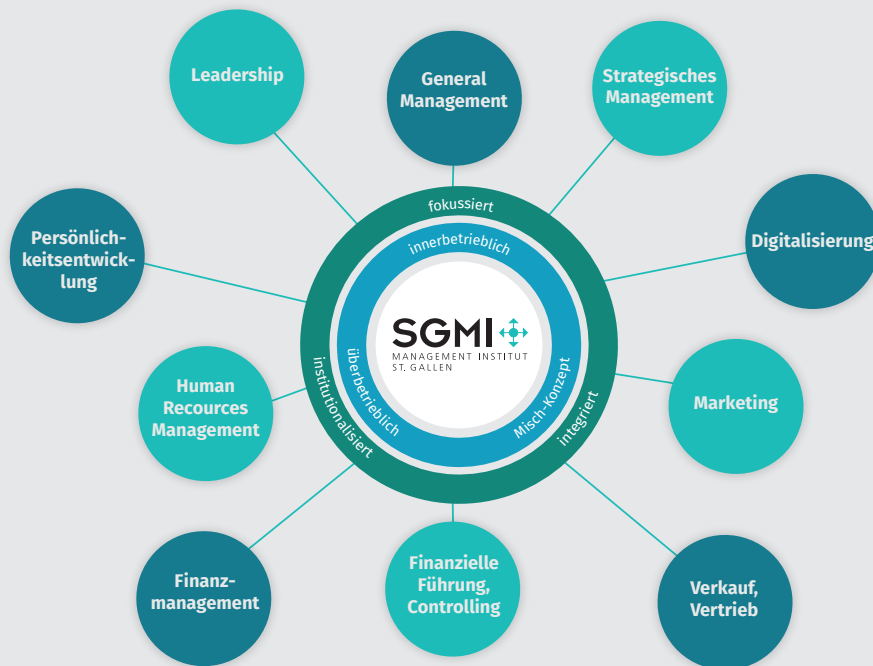 Leadership
General
Management
Strategisches
Management
Persönlich-
keitsentwick-
lung
Digitalisierung
fokussiert
innerbetrieblich
SGMI
MANAGEMENT INSTITUT
ST. GALLEN
überbetrieblich
Misch-Konzept
institutionalisiert
integriert
Human
Recources
Management
Marketing
Finanz-
management
Finanzielle
Führung,
Controlling
Verkauf,
Vertrieb